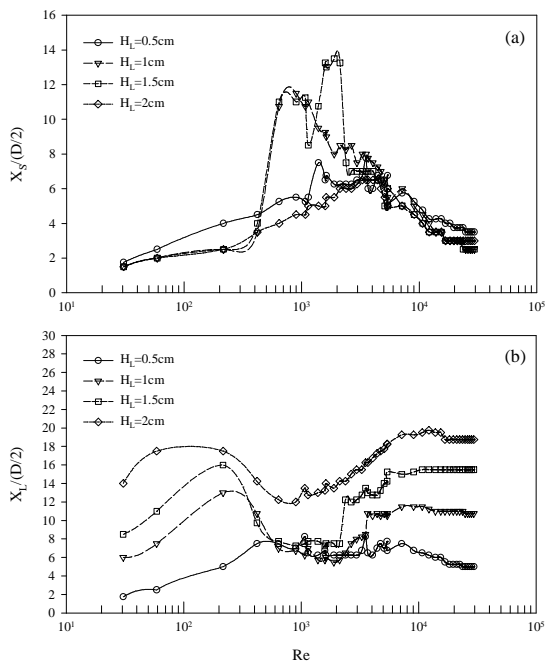 (a)
H_L=0.5cm
H_L=1cm
H_L=1.5cm
H_L=2cm
X_S/(D/2)
16
14
12
10
8
6
4
2
0
10^1 10^2 10^3 10^4 10^5
(b)
H_L=0.5cm
H_L=1cm
H_L=1.5cm
H_L=2cm
X_L/(D/2)
30
28
26
24
22
20
18
16
14
12
10
8
6
4
2
0
10^1 10^2 10^3 10^4 10^5
Re